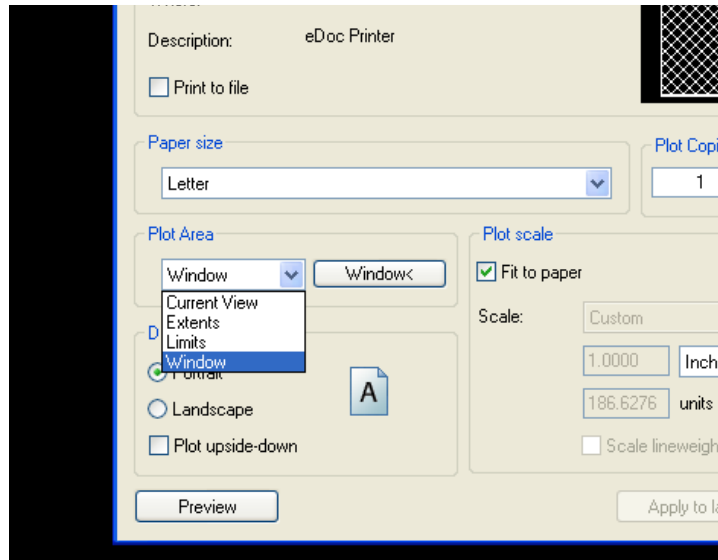 Description: eDoc Printer
Print to file
Paper size
Plot Copi
Letter
1
Plot Area
Plot scale
Window
Window<
Fit to paper
Current View
Extents
Limits
Window
Scale: Custom
1.0000 Inch
Portrait
A
186.6276 units
Landscape
Plot upside-down
Scale lineweigh
Preview
Apply to la